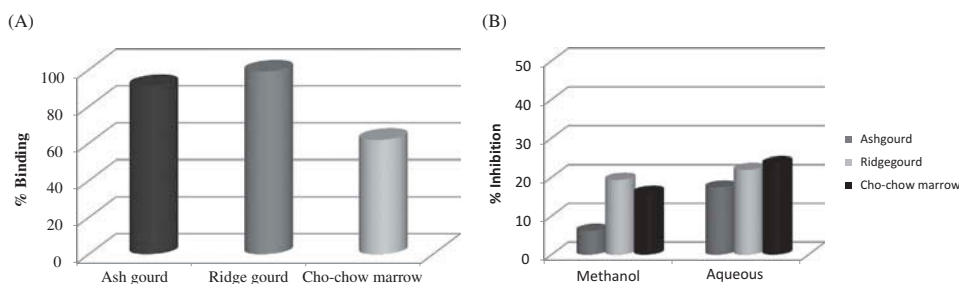 (A)
100
80
60
40
20
0
% Binding
Ash gourd Ridge gourd Cho-chow marrow
(B)
50
40
30
20
10
0
% Inhibition
Methanol Aqueous
Ashgourd
Ridgegourd
Cho-chow marrow